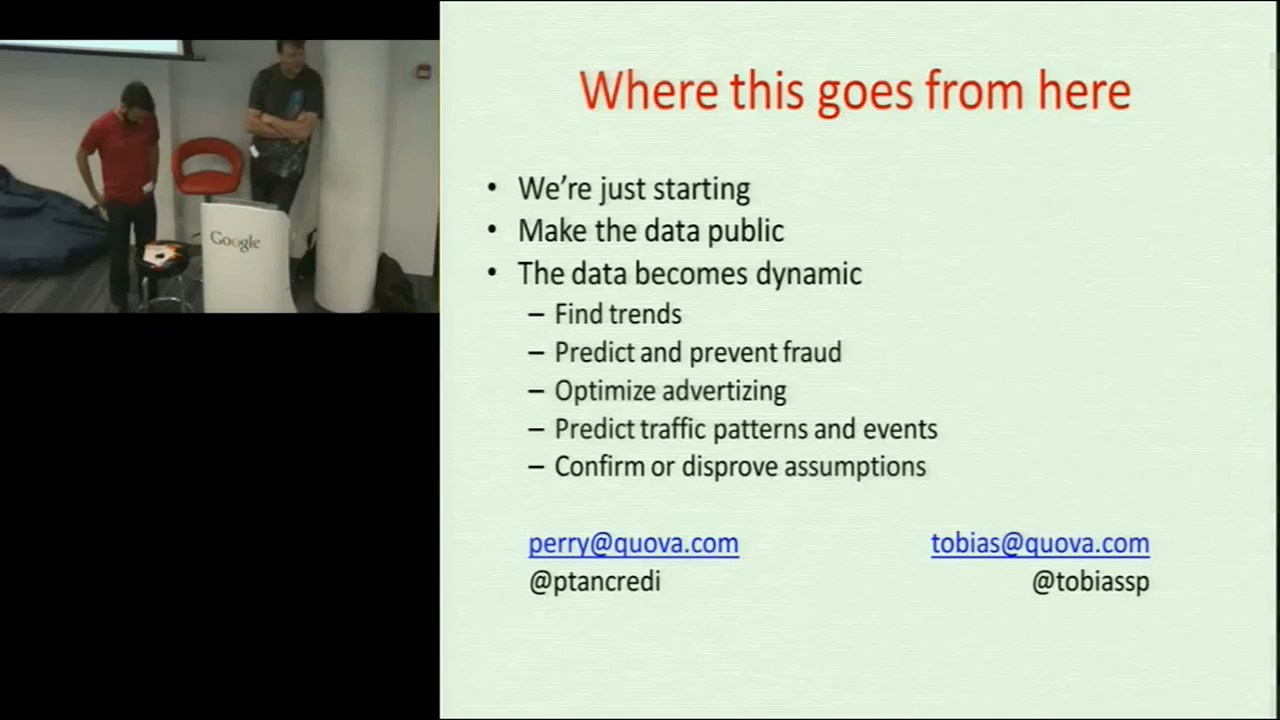 Google
Where this goes from here
• We're just starting
• Make the data public
• The data becomes dynamic
– Find trends
– Predict and prevent fraud
– Optimize advertizing
– Predict traffic patterns and events
– Confirm or disprove assumptions
perry@quova.com tobias@quova.com
@ptancredi @tobiassp